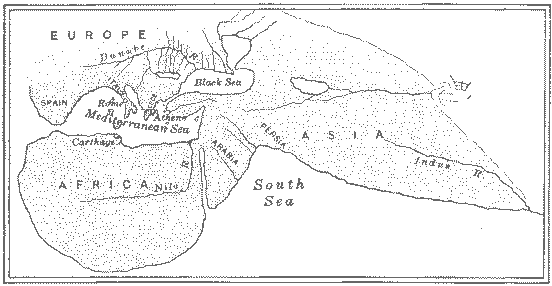 EUROPE
Danube
R.
Black Sea
SPAIN
Rome
Athens
Mediterranean Sea
Carthage
PERSIA
ASIA
ARABIA
Indus
R.
R.
AFRICA
Nile
South
Sea